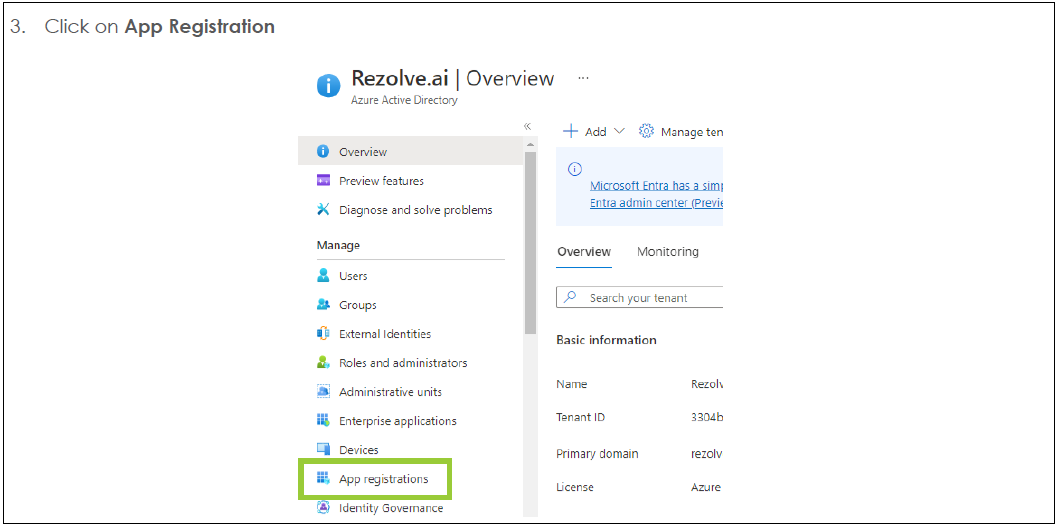 3. Click on App Registration
Rezolve.ai | Overview ...
Azure Active Directory
«
Overview
Preview features
Diagnose and solve problems
Manage
Users
Groups
External Identities
Roles and administrators
Administrative units
Enterprise applications
Devices
App registrations
Identity Governance
Add Manage ten
Microsoft Entra has a simp
Entra admin center (Previe
Overview Monitoring
Search your tenant
Basic information
Name Rezolv
Tenant ID 3304b
Primary domain rezolv
License Azure